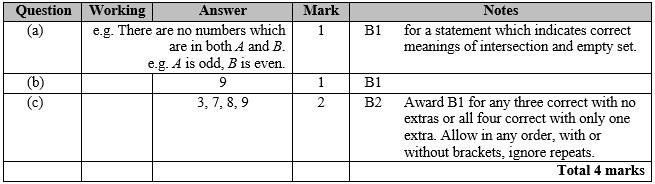 Question Working Answer Mark Notes
(a) e.g. There are no numbers which 1 B1 for a statement which indicates correct
are in both A and B. meanings of intersection and empty set.
e.g. A is odd, B is even.
(b) 9 1 B1
(c) 3, 7, 8, 9 2 B2 Award B1 for any three correct with no
extras or all four correct with only one
extra. Allow in any order, with or
without brackets, ignore repeats.
Total 4 marks